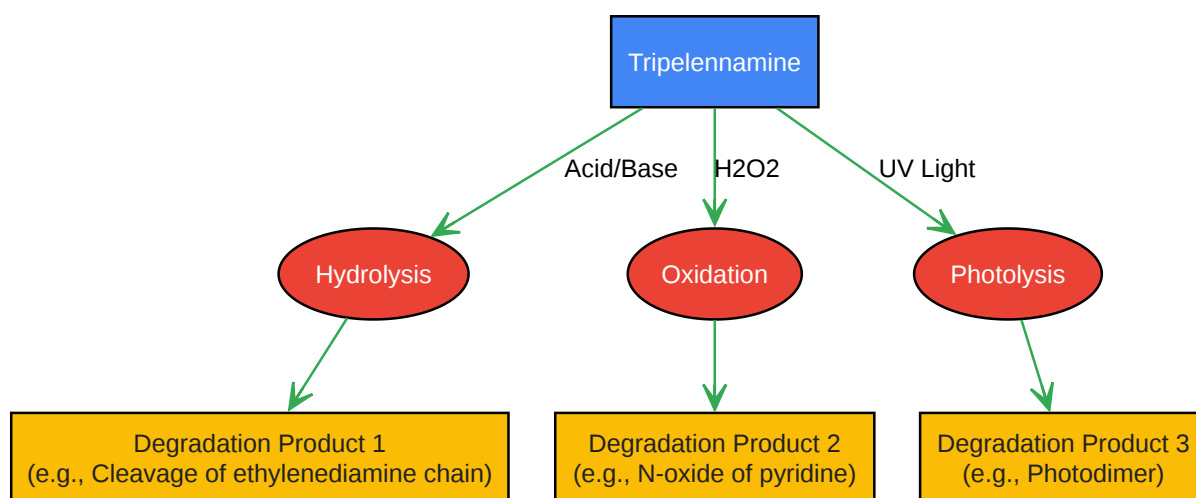 Tripelennamine
Acid/Base
H2O2
UV Light
Hydrolysis
Oxidation
Photolysis
Degradation Product 1
(e.g., Cleavage of ethylenediamine chain)
Degradation Product 2
(e.g., N-oxide of pyridine)
Degradation Product 3
(e.g., Photodimer)